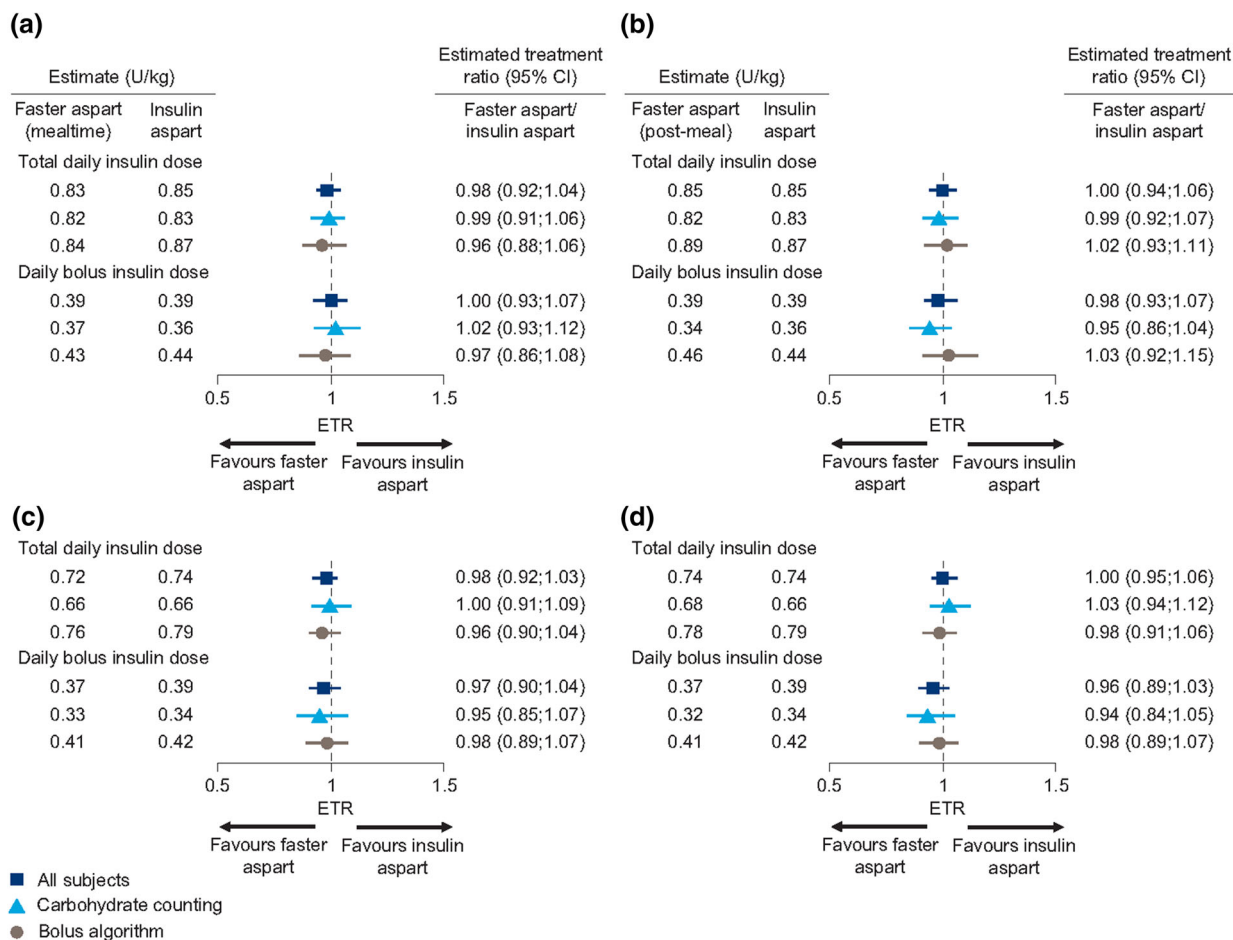 (a)
Estimate (U/kg)
Estimated treatment
ratio (95% CI)
Faster aspart
(mealtime)
Insulin
aspart
Faster aspart/
insulin aspart
Total daily insulin dose
0.83 0.85 0.98 (0.92;1.04)
0.82 0.83 0.99 (0.91;1.06)
0.84 0.87 0.96 (0.88;1.06)
Daily bolus insulin dose
0.39 0.39 1.00 (0.93;1.07)
0.37 0.36 1.02 (0.93;1.12)
0.43 0.44 0.97 (0.86;1.08)
0.5 1 1.5
ETR
Favours faster
aspart
Favours insulin
aspart
(b)
Estimate (U/kg)
Estimated treatment
ratio (95% CI)
Faster aspart
(post-meal)
Insulin
aspart
Faster aspart/
insulin aspart
Total daily insulin dose
0.85 0.85 1.00 (0.94;1.06)
0.82 0.83 0.99 (0.92;1.07)
0.89 0.87 1.02 (0.93;1.11)
Daily bolus insulin dose
0.39 0.39 0.98 (0.93;1.07)
0.34 0.36 0.95 (0.86;1.04)
0.46 0.44 1.03 (0.92;1.15)
0.5 1 1.5
ETR
Favours faster
aspart
Favours insulin
aspart
(c)
Total daily insulin dose
0.72 0.74 0.98 (0.92;1.03)
0.66 0.66 1.00 (0.91;1.09)
0.76 0.79 0.96 (0.90;1.04)
Daily bolus insulin dose
0.37 0.39 0.97 (0.90;1.04)
0.33 0.34 0.95 (0.85;1.07)
0.41 0.42 0.98 (0.89;1.07)
0.5 1 1.5
ETR
Favours faster
aspart
Favours insulin
aspart
(d)
Total daily insulin dose
0.74 0.74 1.00 (0.95;1.06)
0.68 0.66 1.03 (0.94;1.12)
0.78 0.79 0.98 (0.91;1.06)
Daily bolus insulin dose
0.37 0.39 0.96 (0.89;1.03)
0.32 0.34 0.94 (0.84;1.05)
0.41 0.42 0.98 (0.89;1.07)
0.5 1 1.5
ETR
Favours faster
aspart
Favours insulin
aspart
All subjects
Carbohydrate counting
Bolus algorithm